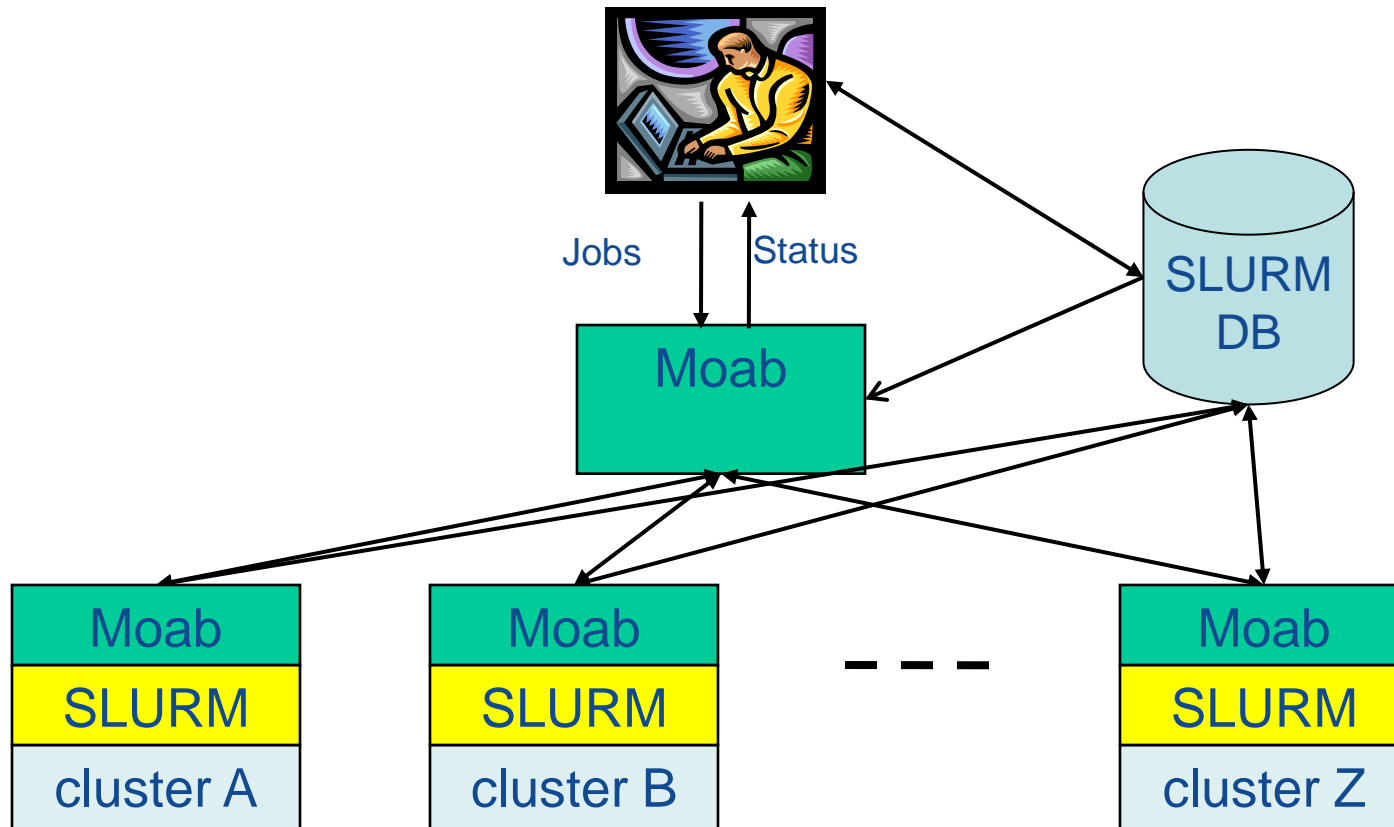 Jobs
Status
SLURM
DB
Moab
Moab
Moab
Moab
SLURM
SLURM
SLURM
cluster A
cluster B
cluster Z